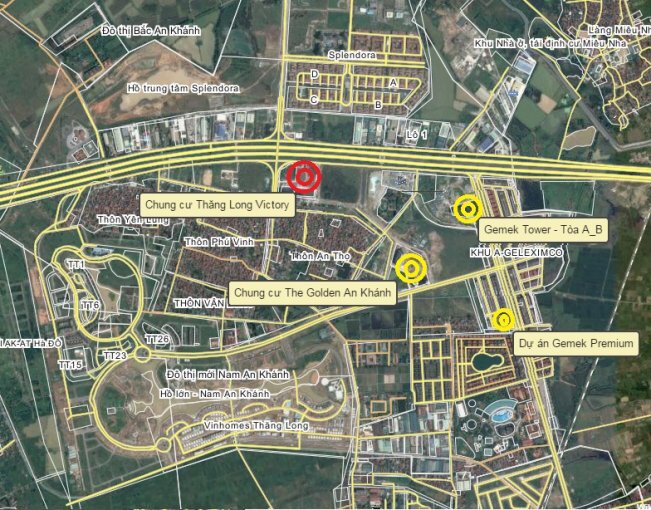 Đô thị Bắc An Khánh
Làng Miêu Nha
Splendora
Khu Nhà ở, tái định cư Miêu Nha
D
A
Hồ trung tâm Splendora
C
B
Lô 1
Chung cư Thăng Long Victory
Thôn Yên Lũng
Gemek Tower - Tòa A_B
Thôn Phú Vinh
KHU A-GELEXIMCO
Thôn An Thọ
TT1
Chung cư The Golden An Khánh
TT6
THÔN VÂN
TT26
Dự án Gemek Premium
TT23
TT15
Đô thị mới Nam An Khánh
Hồ lớn - Nam An Khánh
Vinhomes Thăng Long